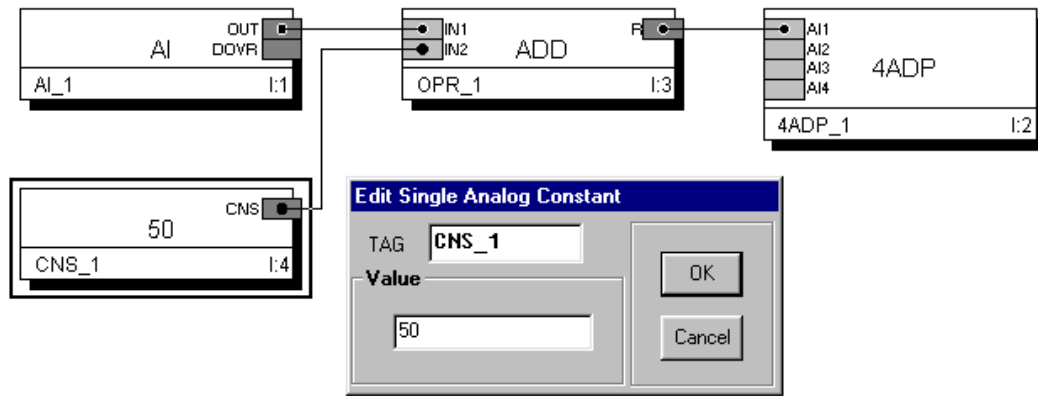 OUT
AI
DOVR
AI_1 I:1
IN1
IN2
ADD
R
OPR_1 I:3
AI1
AI2
AI3
AI4
4ADP
4ADP_1 I:2
CNS
50
CNS_1 I:4
Edit Single Analog Constant
TAG CNS_1
Value
50
OK
Cancel